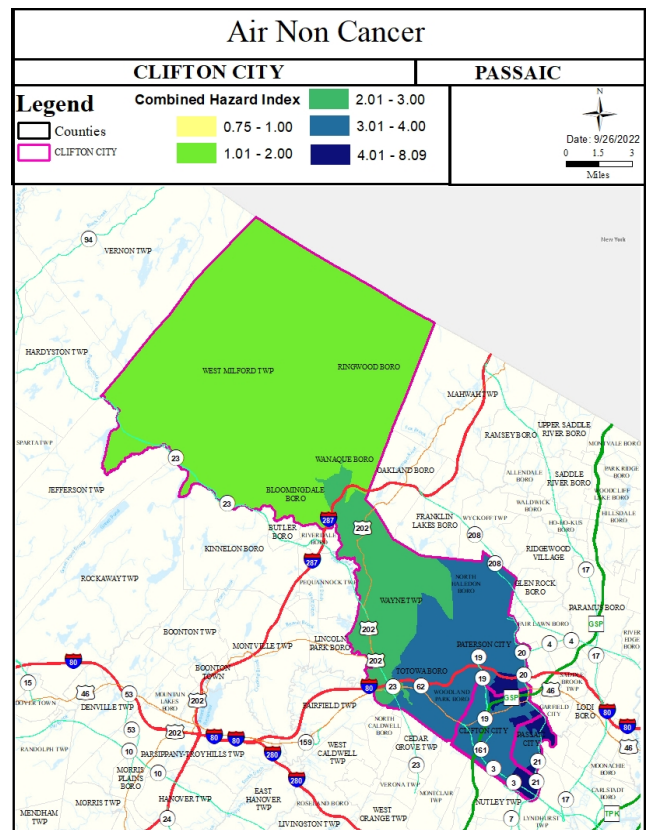 Air Non Cancer
CLIFTON CITY
PASSAIC
Legend
Counties
CLIFTON CITY
Combined Hazard Index
0.75 - 1.00
1.01 - 2.00
2.01 - 3.00
3.01 - 4.00
4.01 - 8.09
N
Date: 9/26/2022
0 1.5 3
Miles
New York
94
VERNON TWP
HARDYSTON TWP
WEST MILFORD TWP
RINGWOOD BORO
MAHWAH TWP
RAMSEY BORO
UPPER SADDLE
RIVER BORO
MONTVALE BORO
SPARTA TWP
23
WANAQUE BORO
OAKLAND BORO
ALLENDALE
BORO
SADDLE
RIVER BORO
PARK RIDGE
BORO
WOODCLIFF
LAKE BORO
JEFFERSON TWP
23
BLOOMINGDALE
BORO
287
202
FRANKLIN
LAKES BORO
WYCKOFF TWP
WALDWICK
BORO
HO-HO-KUS
BORO
HILLSDALE
BORO
BUTLER
BORO
RIVERDALE
BORO
208
RIDGEWOOD
VILLAGE
KINNELON BORO
287
208
17
ROCKAWAY TWP
PEQUANNOCK TWP
WAYNE TWP
NORTH
HALEDON
BORO
GLEN ROCK
BORO
PARAMUS BORO
BOONTON TWP
202
FAIR LAWN BORO
GSP
RIVER
EDGE
BORO
MONTVILLE TWP
LINCOLN
PARK BORO
202
PATERSON CITY
20
4
4
17
80
15
46
DOVER TOWN
DENVILLE TWP
53
MOUNTAIN
LAKES
BORO
BOONTON
TOWN
202
80
23
62
TOTOWA BORO
19
19
20
WOODLAND
PARK BORO
GSP
46
SADDLE
BROOK
TWP
GARFIELD
CITY
LODI
BORO
80
80
46
FAIRFIELD TWP
NORTH
CALDWELL
BORO
CEDAR
GROVE TWP
19
CLIFTON CITY
PASSAIC
CITY
53
202
80
80
159
RANDOLPH TWP
10
10
PARSIPPANY-TROY HILLS TWP
280
WEST
CALDWELL
TWP
23
161
3
3
21
21
MOONACHIE
BORO
MORRIS
PLAINS
BORO
HANOVER TWP
EAST
HANOVER
TWP
280
ROSELAND BORO
VERONA TWP
MONTCLAIR
TWP
NUTLEY TWP
17
CARLSTADT
BORO
MENDHAM
TWP
MORRIS TWP
24
LIVINGSTON TWP
WEST
ORANGE TWP
7
LYNDHURST
TWP
TPK